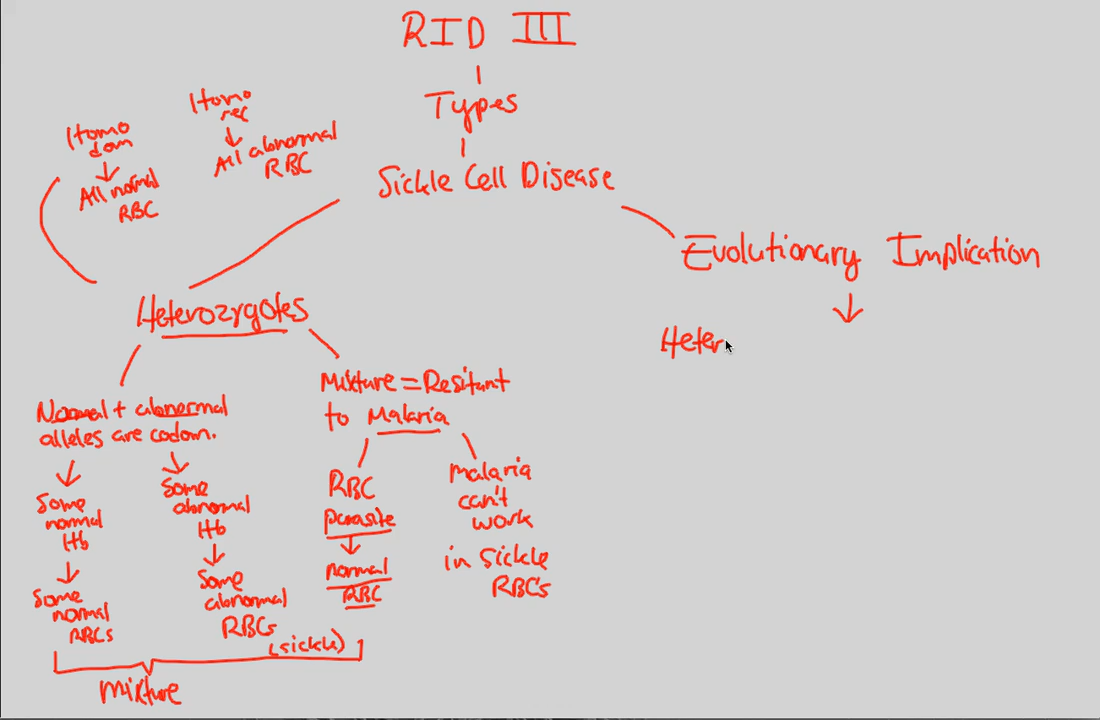 RID III
Types
Sickle Cell Disease
Homo
dom
All normal
RBC
Homo
rec
All abnormal
RBC
Heterozygotes
Normal + abnormal
alleles are codom.
Some
normal
Hb
Some
normal
RBCs
Some
abnormal
Hb
Some
abnormal
RBCs
(sickle)
mixture
Mixture = Resitant
to Malaria
RBC
parasite
normal
RBC
malaria
can't
work
in sickle
RBC's
Evolutionary Implication
Heter